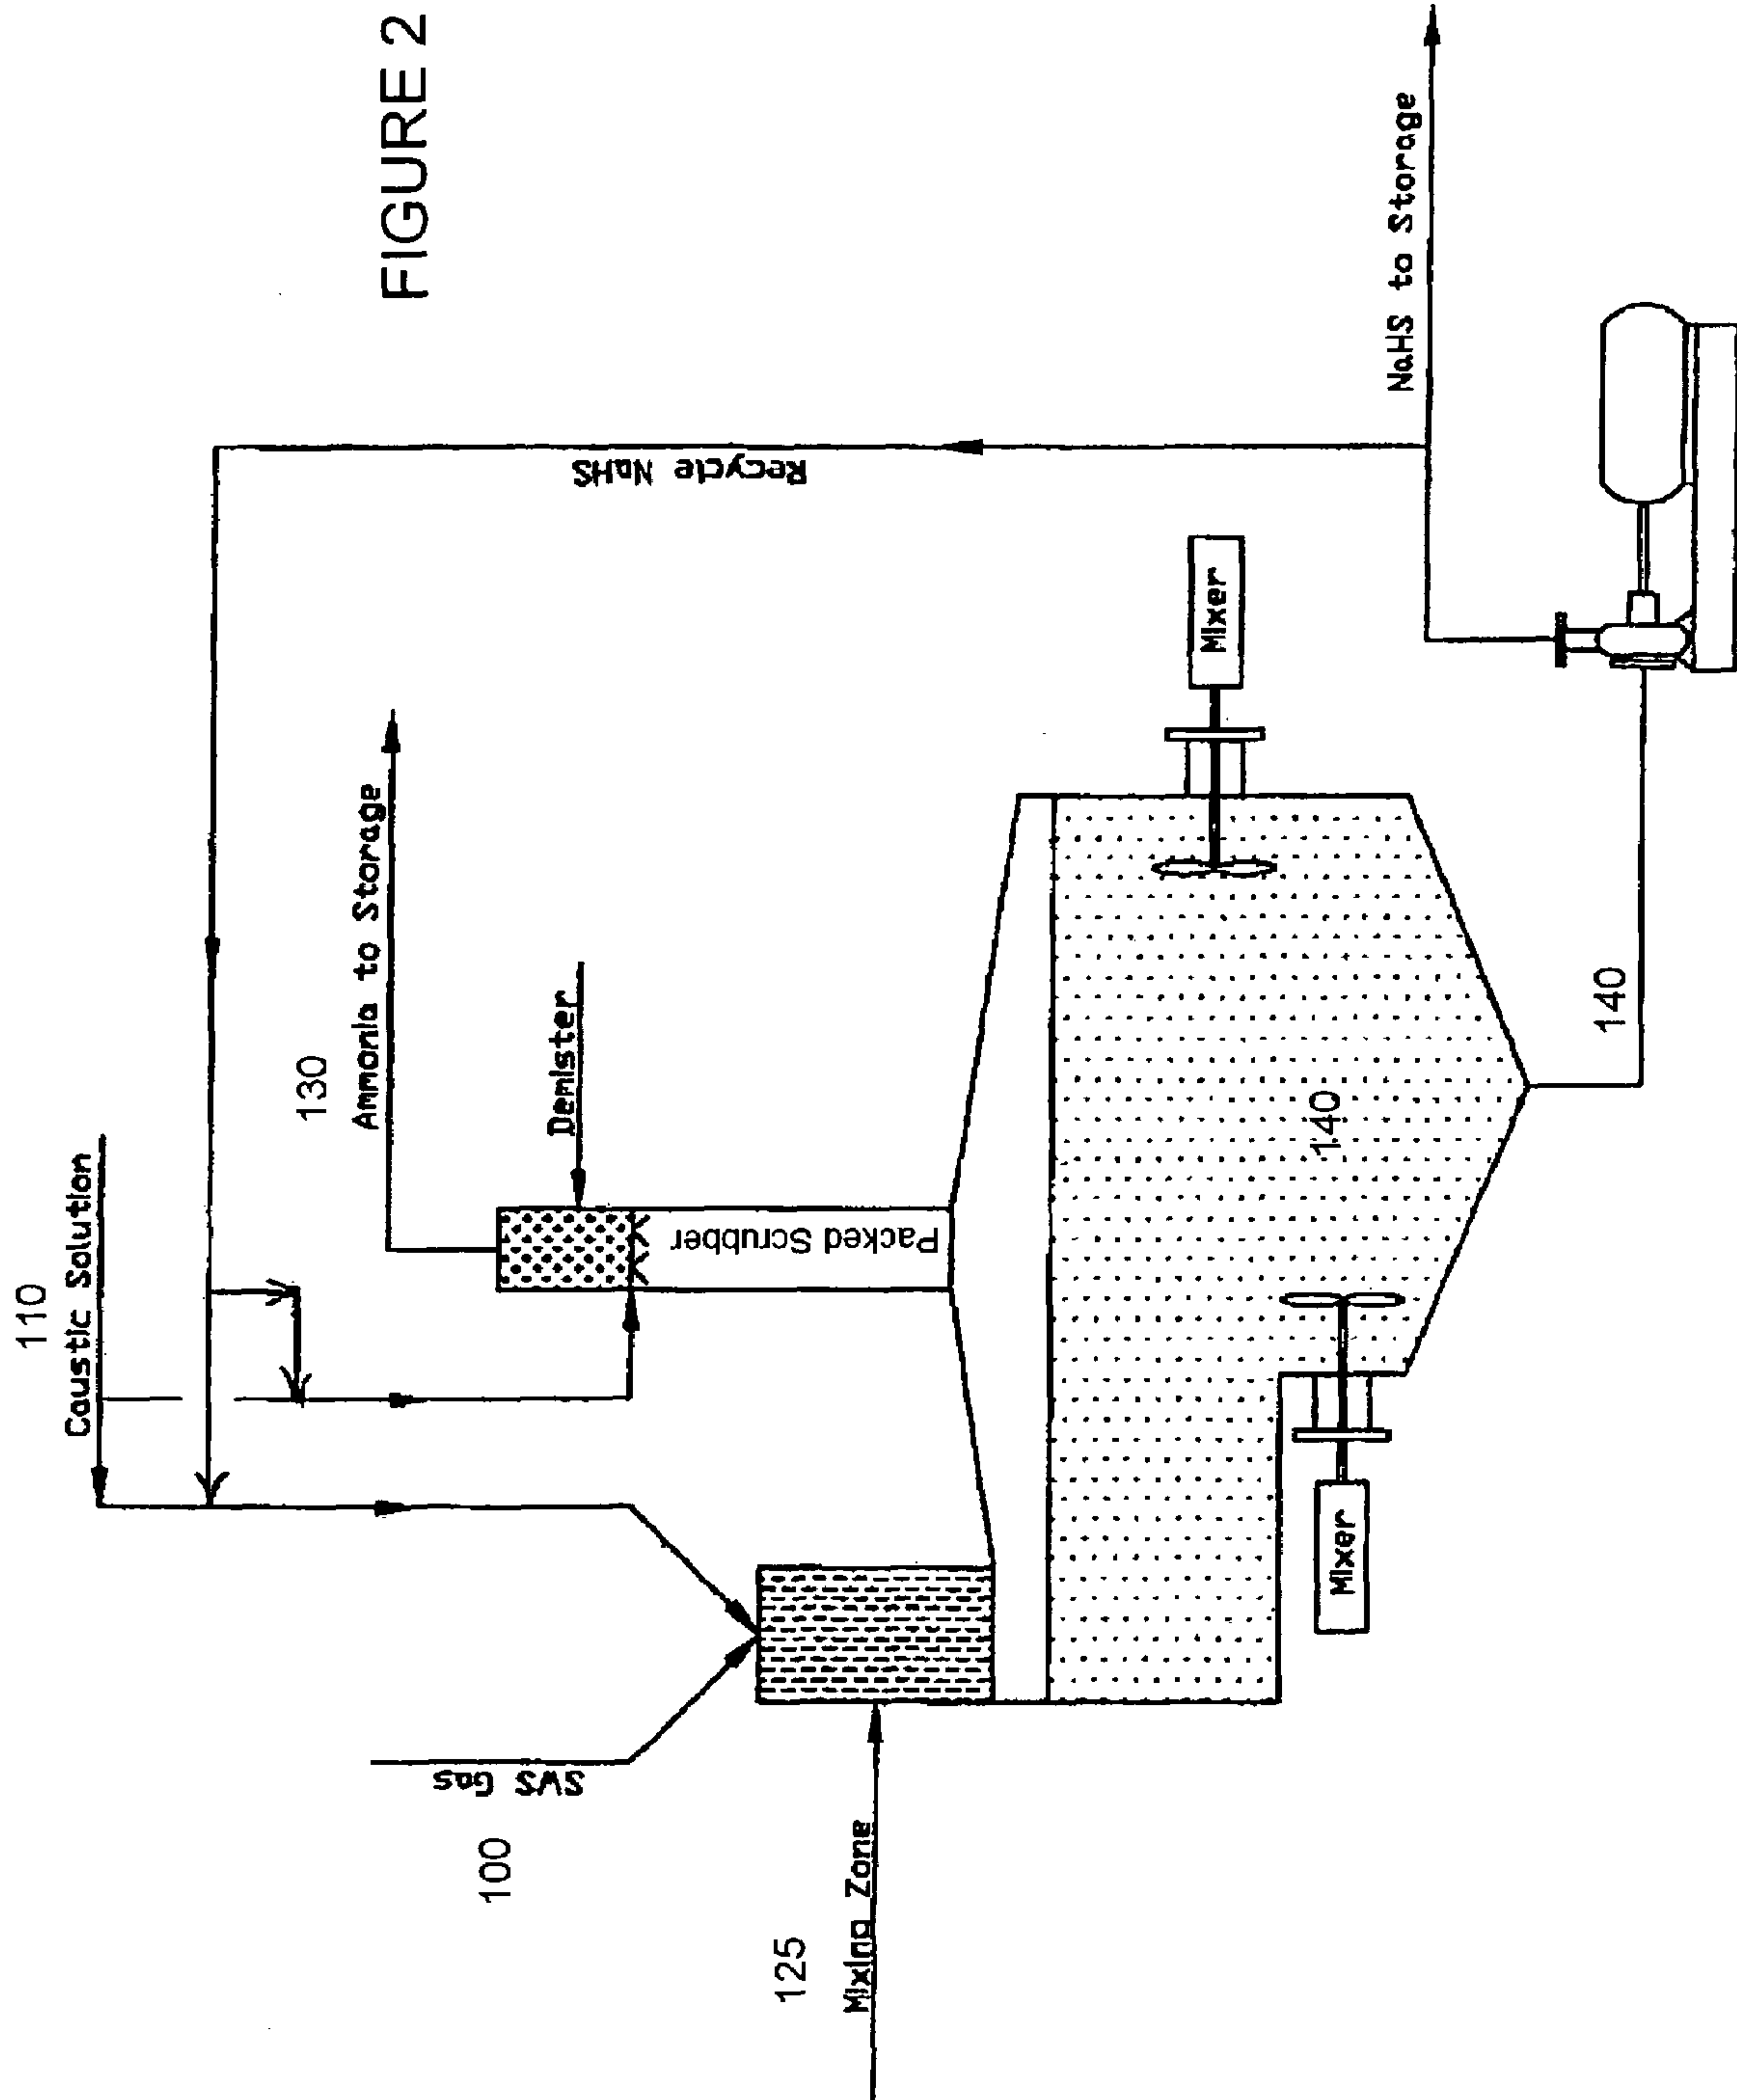 FIGURE 2
110
Caustic Solution
130
Ammonia to Storage
Demister
Recycle NaHS
SWS Gas
100
Packed Scrubber
125
Mixing Zone
Mixer
Mixer
140
140
NaHS to Storage